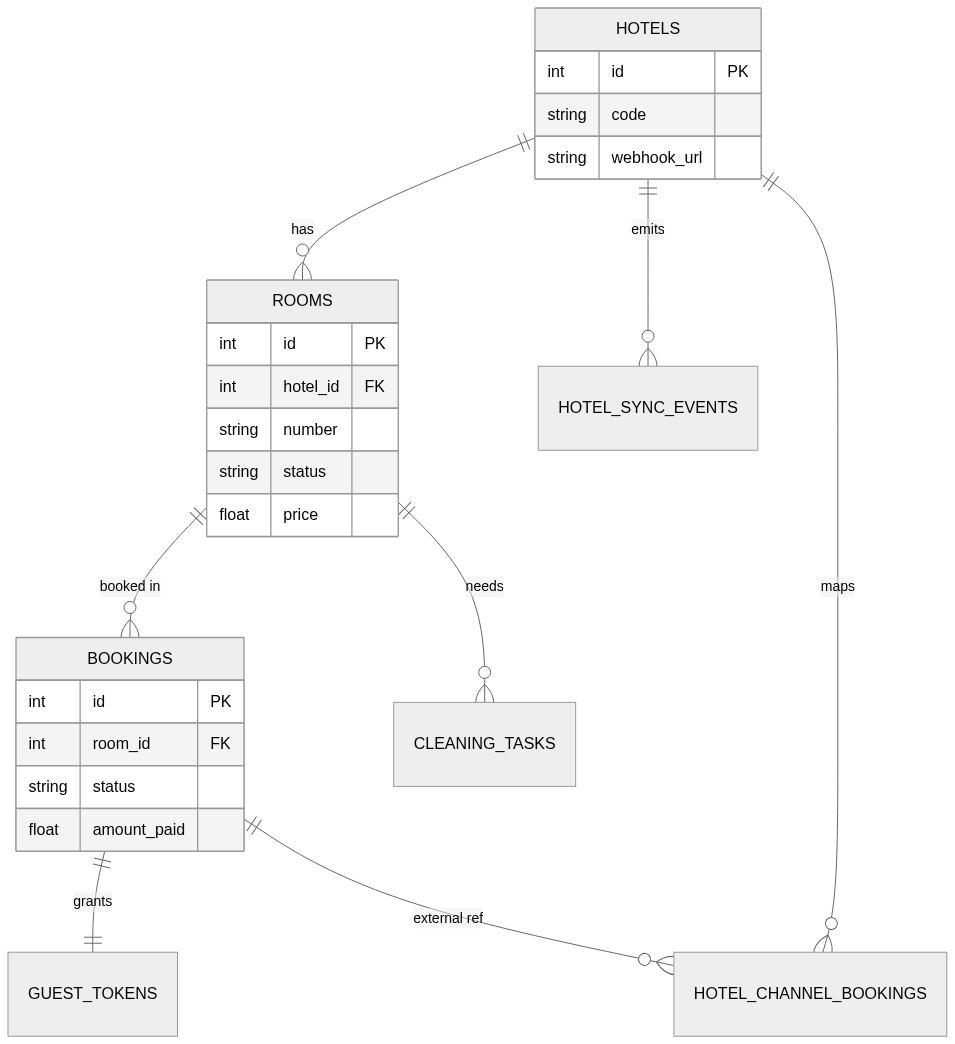 HOTELS
int id PK
string code
string webhook_url
has
emits
ROOMS
int id PK
int hotel_id FK
string number
string status
float price
HOTEL_SYNC_EVENTS
booked in
needs
maps
BOOKINGS
int id PK
int room_id FK
string status
float amount_paid
CLEANING_TASKS
grants
external ref
GUEST_TOKENS
HOTEL_CHANNEL_BOOKINGS